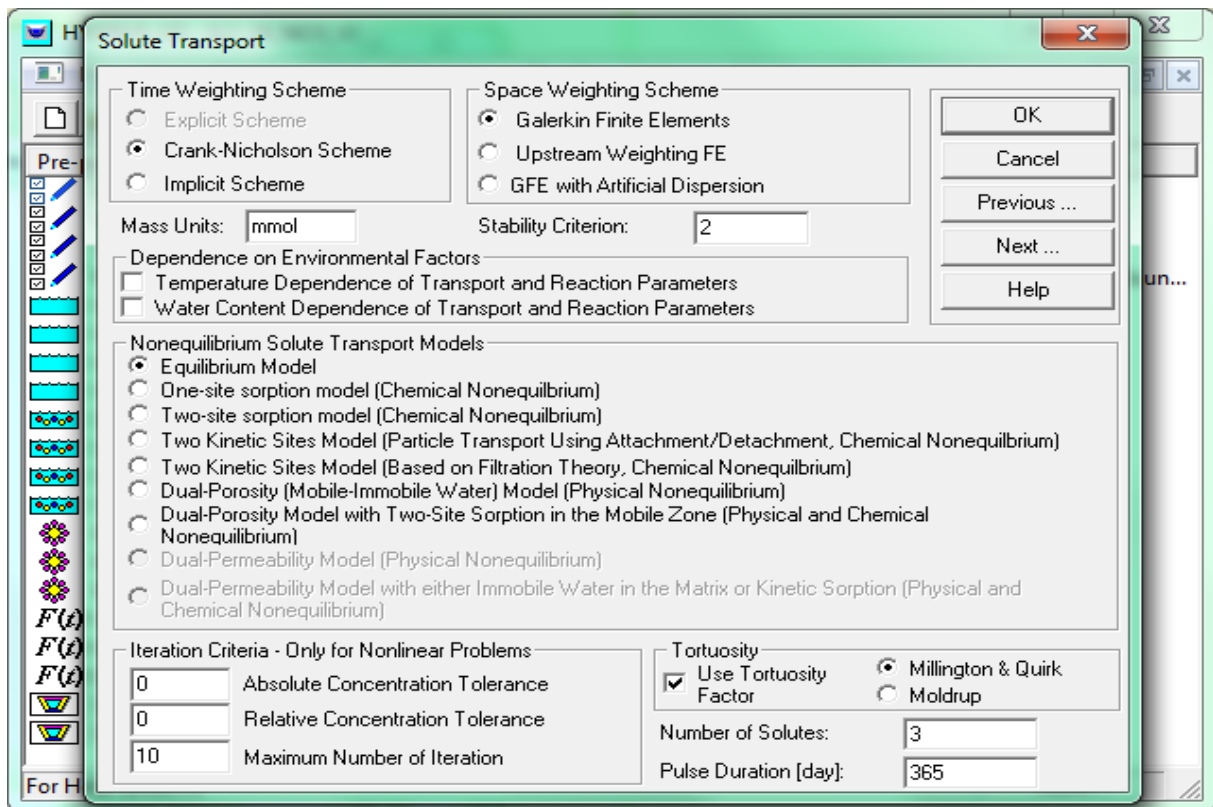 HY
Solute Transport
Time Weighting Scheme
Explicit Scheme
Crank-Nicholson Scheme
Implicit Scheme
Space Weighting Scheme
Galerkin Finite Elements
Upstream Weighting FE
GFE with Artificial Dispersion
OK
Cancel
Previous ...
Next ...
Help
Mass Units: mmol
Stability Criterion: 2
Dependence on Environmental Factors
Temperature Dependence of Transport and Reaction Parameters
Water Content Dependence of Transport and Reaction Parameters
Nonequilibrium Solute Transport Models
Equilibrium Model
One-site sorption model (Chemical Nonequilbrium)
Two-site sorption model (Chemical Nonequilbrium)
Two Kinetic Sites Model (Particle Transport Using Attachment/Detachment, Chemical Nonequilbrium)
Two Kinetic Sites Model (Based on Filtration Theory, Chemical Nonequilbrium)
Dual-Porosity (Mobile-Immobile Water) Model (Physical Nonequilibrium)
Dual-Porosity Model with Two-Site Sorption in the Mobile Zone (Physical and Chemical
Nonequilibrium)
Dual-Permeability Model (Physical Nonequilibrium)
Dual-Permeability Model with either Immobile Water in the Matrix or Kinetic Sorption (Physical and
Chemical Nonequilibrium)
Iteration Criteria - Only for Nonlinear Problems
0 Absolute Concentration Tolerance
0 Relative Concentration Tolerance
10 Maximum Number of Iteration
Tortuosity
Use Tortuosity
Factor
Millington & Quirk
Moldrup
Number of Solutes: 3
Pulse Duration [day]: 365
Pre-
un...
F(t)
F(t)
F(t)
For H